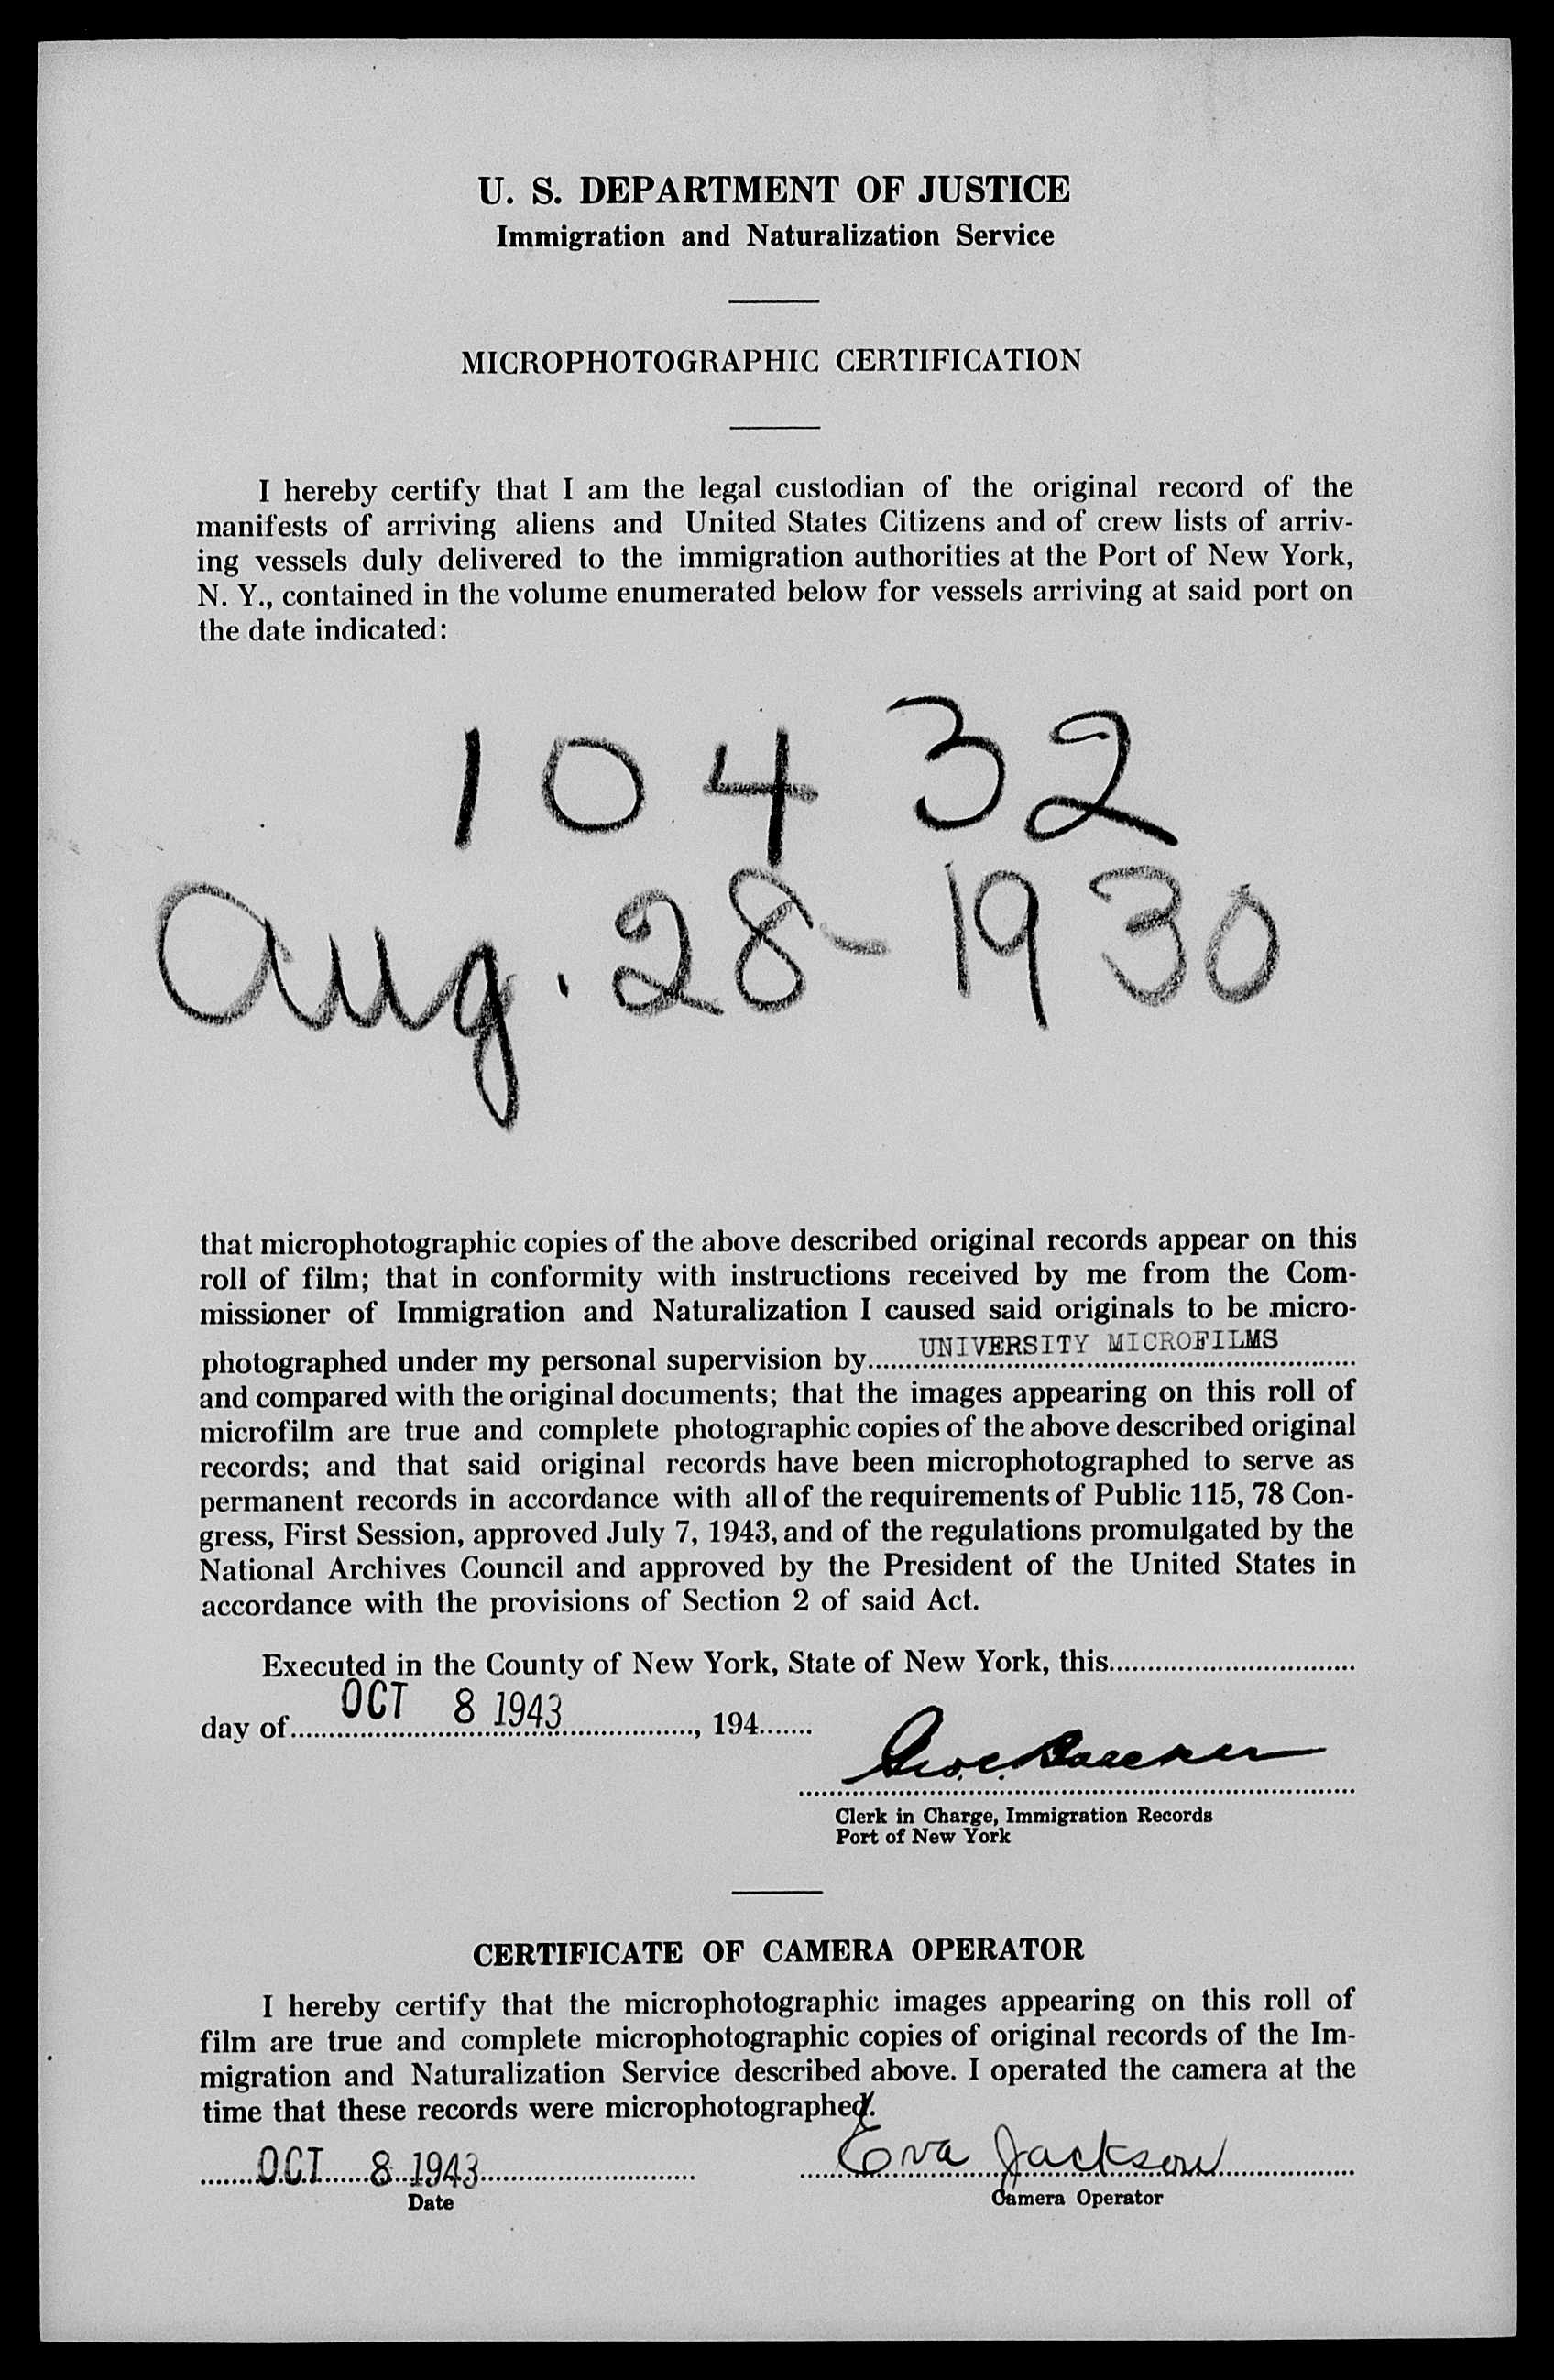 U. S. DEPARTMENT OF JUSTICE
Immigration and Naturalization Service
MICROPHOTOGRAPHIC CERTIFICATION
I hereby certify that I am the legal custodian of the original record of the
manifests of arriving aliens and United States Citizens and of crew lists of arriv-
ing vessels duly delivered to the immigration authorities at the Port of New York,
N. Y., contained in the volume enumerated below for vessels arriving at said port on
the date indicated:
10432
Aug. 28-1930
that microphotographic copies of the above described original records appear on this
roll of film; that in conformity with instructions received by me from the Com-
missioner of Immigration and Naturalization I caused said originals to be micro-
photographed under my personal supervision by UNIVERSITY MICROFILMS
and compared with the original documents; that the images appearing on this roll of
microfilm are true and complete photographic copies of the above described original
records; and that said original records have been microphotographed to serve as
permanent records in accordance with all of the requirements of Public 115, 78 Con-
gress, First Session, approved July 7, 1943, and of the regulations promulgated by the
National Archives Council and approved by the President of the United States in
accordance with the provisions of Section 2 of said Act.
Executed in the County of New York, State of New York, this
day of OCT 8 1943, 194
Clerk in Charge, Immigration Records
Port of New York
CERTIFICATE OF CAMERA OPERATOR
I hereby certify that the microphotographic images appearing on this roll of
film are true and complete microphotographic copies of original records of the Im-
migration and Naturalization Service described above. I operated the camera at the
time that these records were microphotographed.
OCT 8 1943 Eva Jackson
Date Camera Operator